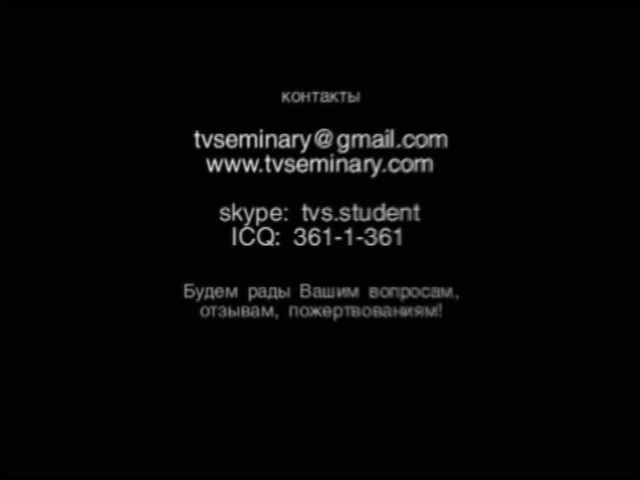 контакты
tvseminary@gmail.com
www.tvseminary.com
skype: tvs.student
ICQ: 361-1-361
Будем рады Вашим вопросам,
отзывам, пожертвованиям!